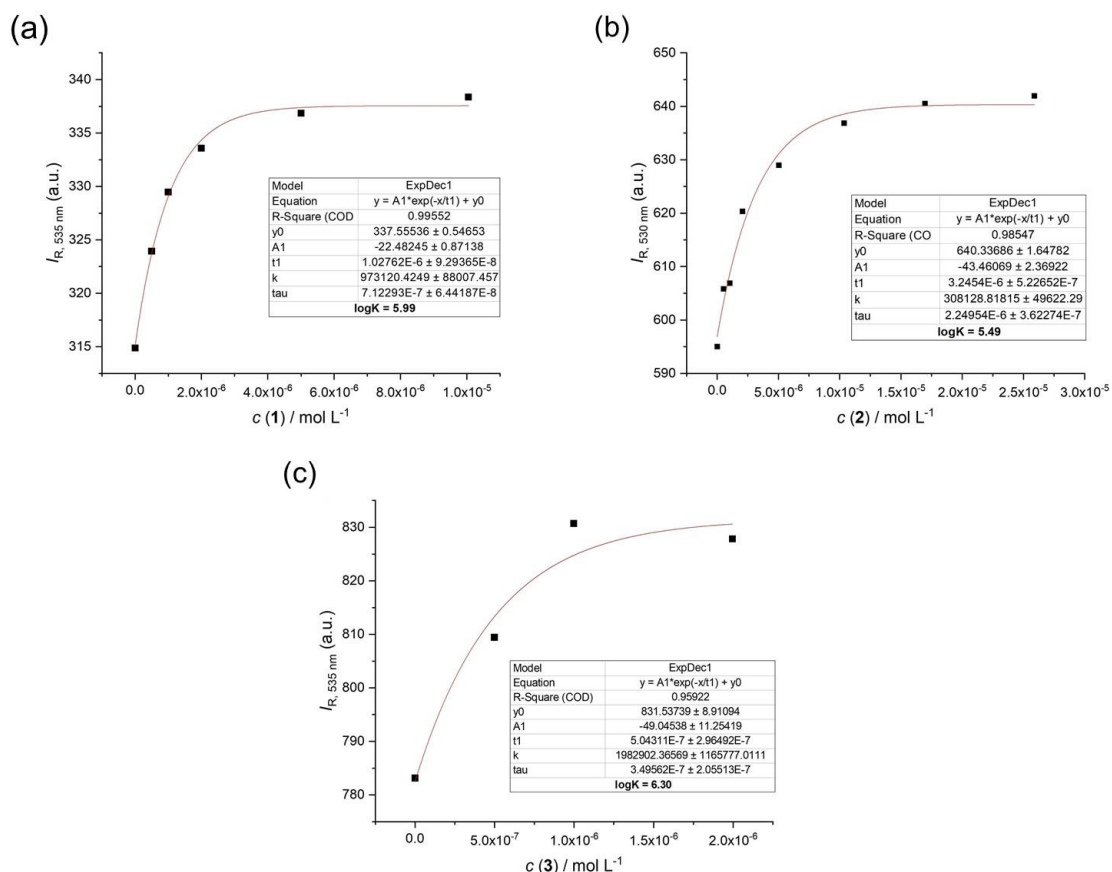 (a)
I_R, 535 nm (a.u.)
340
335
330
325
320
315
Model ExpDec1
Equation y = A1*exp(-x/t1) + y0
R-Square (COD 0.99552
y0 337.55536 ± 0.54653
A1 -22.48245 ± 0.87138
t1 1.02762E-6 ± 9.29365E-8
k 973120.4249 ± 88007.457
tau 7.12293E-7 ± 6.44187E-8
logK = 5.99
0.0 2.0x10⁻⁶ 4.0x10⁻⁶ 6.0x10⁻⁶ 8.0x10⁻⁶ 1.0x10⁻⁵
c (1) / mol L⁻¹
(b)
I_R, 530 nm (a.u.)
650
640
630
620
610
600
590
Model ExpDec1
Equation y = A1*exp(-x/t1) + y0
R-Square (CO 0.98547
y0 640.33686 ± 1.64782
A1 -43.46069 ± 2.36922
t1 3.2454E-6 ± 5.22652E-7
k 308128.81815 ± 49622.29
tau 2.24954E-6 ± 3.62274E-7
logK = 5.49
0.0 5.0x10⁻⁶ 1.0x10⁻⁵ 1.5x10⁻⁵ 2.0x10⁻⁵ 2.5x10⁻⁵ 3.0x10⁻⁵
c (2) / mol L⁻¹
(c)
I_R, 535 nm (a.u.)
830
820
810
800
790
780
Model ExpDec1
Equation y = A1*exp(-x/t1) + y0
R-Square (COD) 0.95922
y0 831.53739 ± 8.91094
A1 -49.04538 ± 11.25419
t1 5.04311E-7 ± 2.96492E-7
k 1982902.36569 ± 1165777.0111
tau 3.49562E-7 ± 2.05513E-7
logK = 6.30
0.0 5.0x10⁻⁷ 1.0x10⁻⁶ 1.5x10⁻⁶ 2.0x10⁻⁶
c (3) / mol L⁻¹